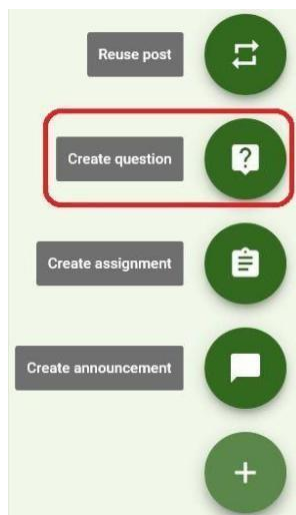 Reuse post
Create question
Create assignment
Create announcement